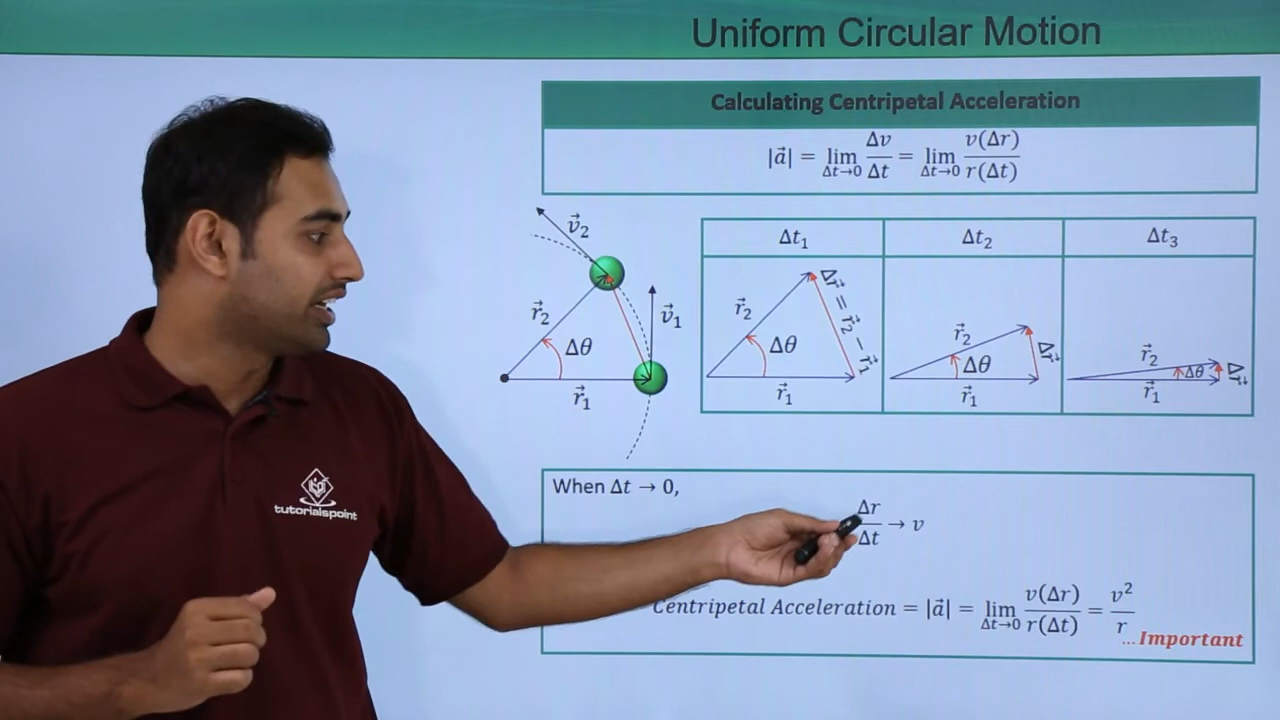 Uniform Circular Motion
Calculating Centripetal Acceleration
|a⃗| = lim Δt→0 Δv/Δt = lim Δt→0 v(Δr)/r(Δt)
v⃗₂
r⃗₂
v⃗₁
Δθ
r⃗₁
Δt₁
Δt₂
Δt₃
r⃗₂
Δr⃗ = r⃗₂ − r⃗₁
Δθ
r⃗₁
r⃗₂
Δr⃗
Δθ
r⃗₁
r⃗₂
Δθ
Δr⃗
r⃗₁
When Δt → 0,
Δr/Δt → v
Centripetal Acceleration = |a⃗| = lim Δt→0 v(Δr)/r(Δt) = v²/r
...Important
tutorialspoint